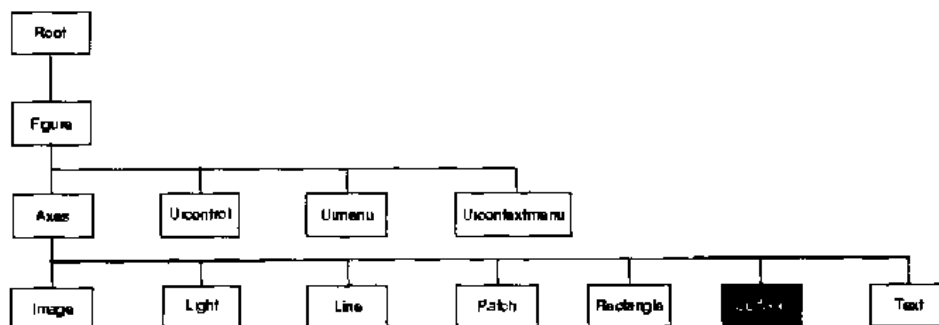 Root
Figure
Axes Uicontrol Uimenu Uicontextmenu
Image Light Line Patch Rectangle Text